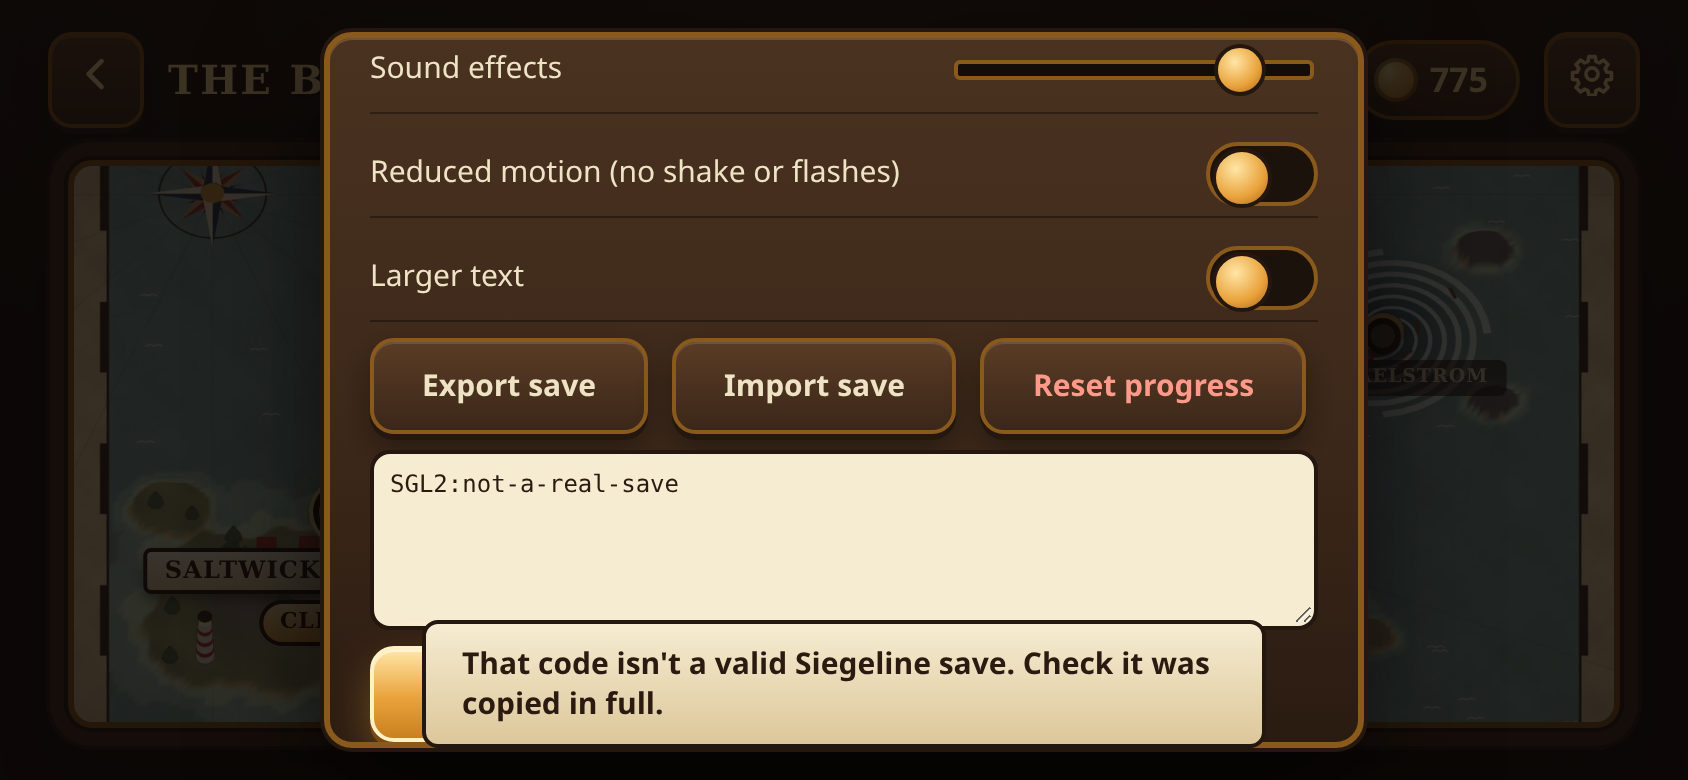 THE B
775
Sound effects
Reduced motion (no shake or flashes)
Larger text
Export save
Import save
Reset progress
SGL2:not-a-real-save
ELSTROM
SALTWICK
CL
That code isn't a valid Siegeline save. Check it was
copied in full.